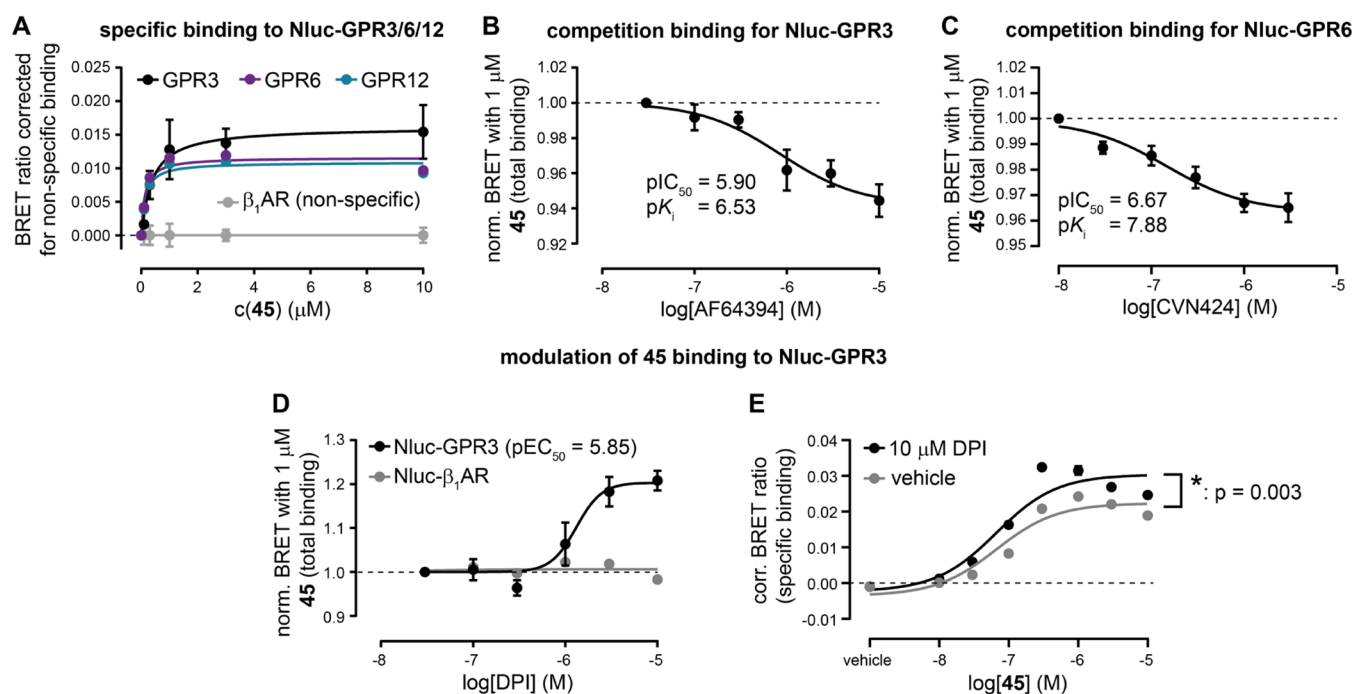 A
specific binding to Nluc-GPR3/6/12
BRET ratio corrected
for non-specific binding
0.025
0.020
0.015
0.010
0.005
0.000
GPR3
GPR6
GPR12
β₁AR (non-specific)
0
2
4
6
8
10
c(45) (μM)
B
competition binding for Nluc-GPR3
norm. BRET with 1 μM
45 (total binding)
1.02
1.00
0.98
0.96
0.94
0.92
pIC₅₀ = 5.90
pKᵢ = 6.53
-8
-7
-6
-5
log[AF64394] (M)
C
competition binding for Nluc-GPR6
norm. BRET with 1 μM
45 (total binding)
1.02
1.01
1.00
0.99
0.98
0.97
0.96
0.95
pIC₅₀ = 6.67
pKᵢ = 7.88
-8
-7
-6
-5
log[CVN424] (M)
modulation of 45 binding to Nluc-GPR3
D
norm. BRET with 1 μM
45 (total binding)
1.3
1.2
1.1
1.0
0.9
Nluc-GPR3 (pEC₅₀ = 5.85)
Nluc-β₁AR
-8
-7
-6
-5
log[DPI] (M)
E
corr. BRET ratio
(specific binding)
0.04
0.03
0.02
0.01
0.00
-0.01
10 μM DPI
vehicle
*: p = 0.003
vehicle
-8
-7
-6
-5
log[45] (M)